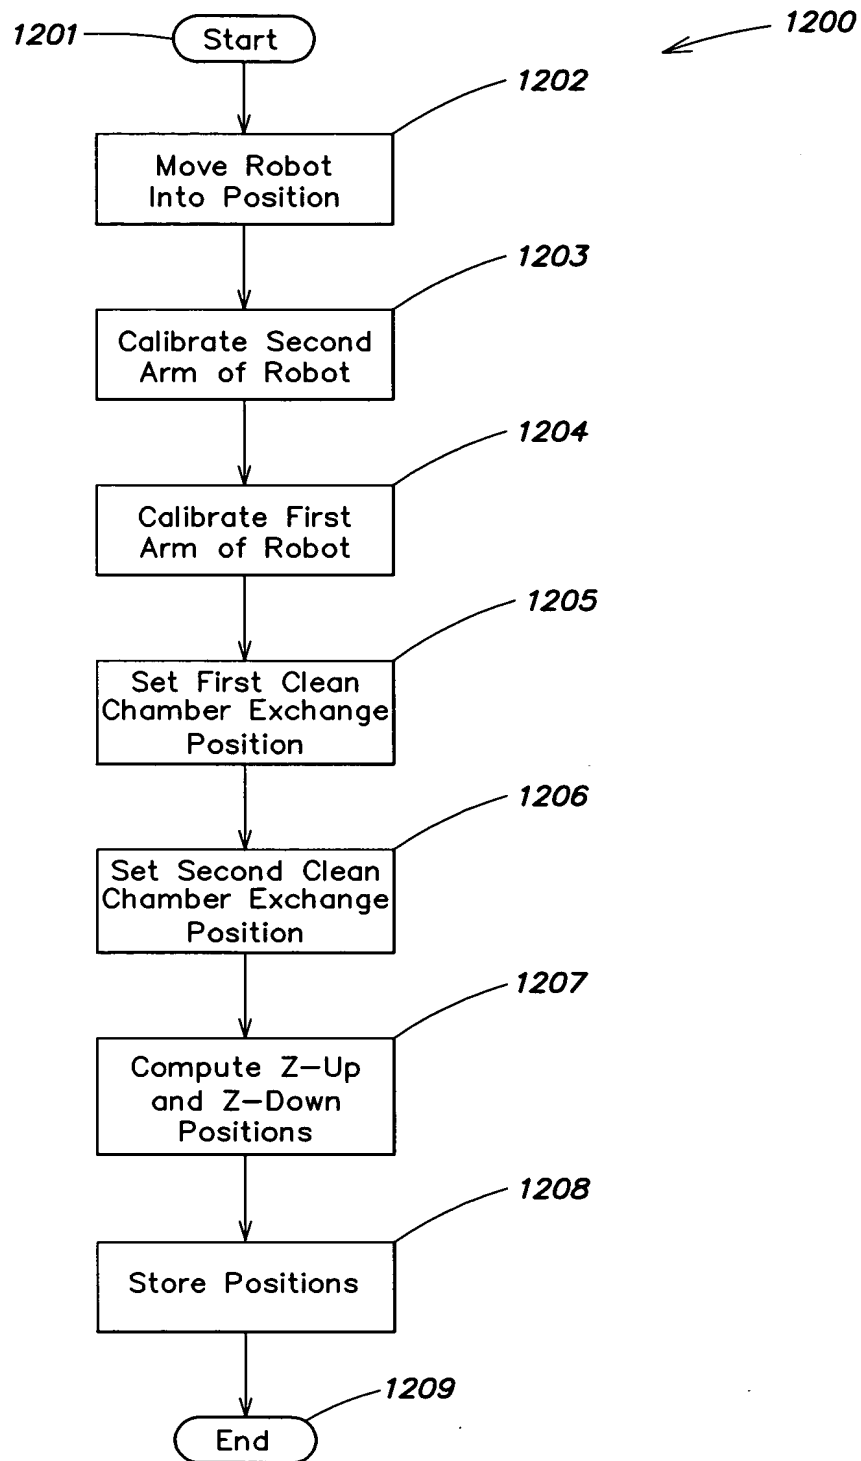 1200
1201
Start
1202
Move Robot
Into Position
1203
Calibrate Second
Arm of Robot
1204
Calibrate First
Arm of Robot
1205
Set First Clean
Chamber Exchange
Position
1206
Set Second Clean
Chamber Exchange
Position
1207
Compute Z-Up
and Z-Down
Positions
1208
Store Positions
1209
End